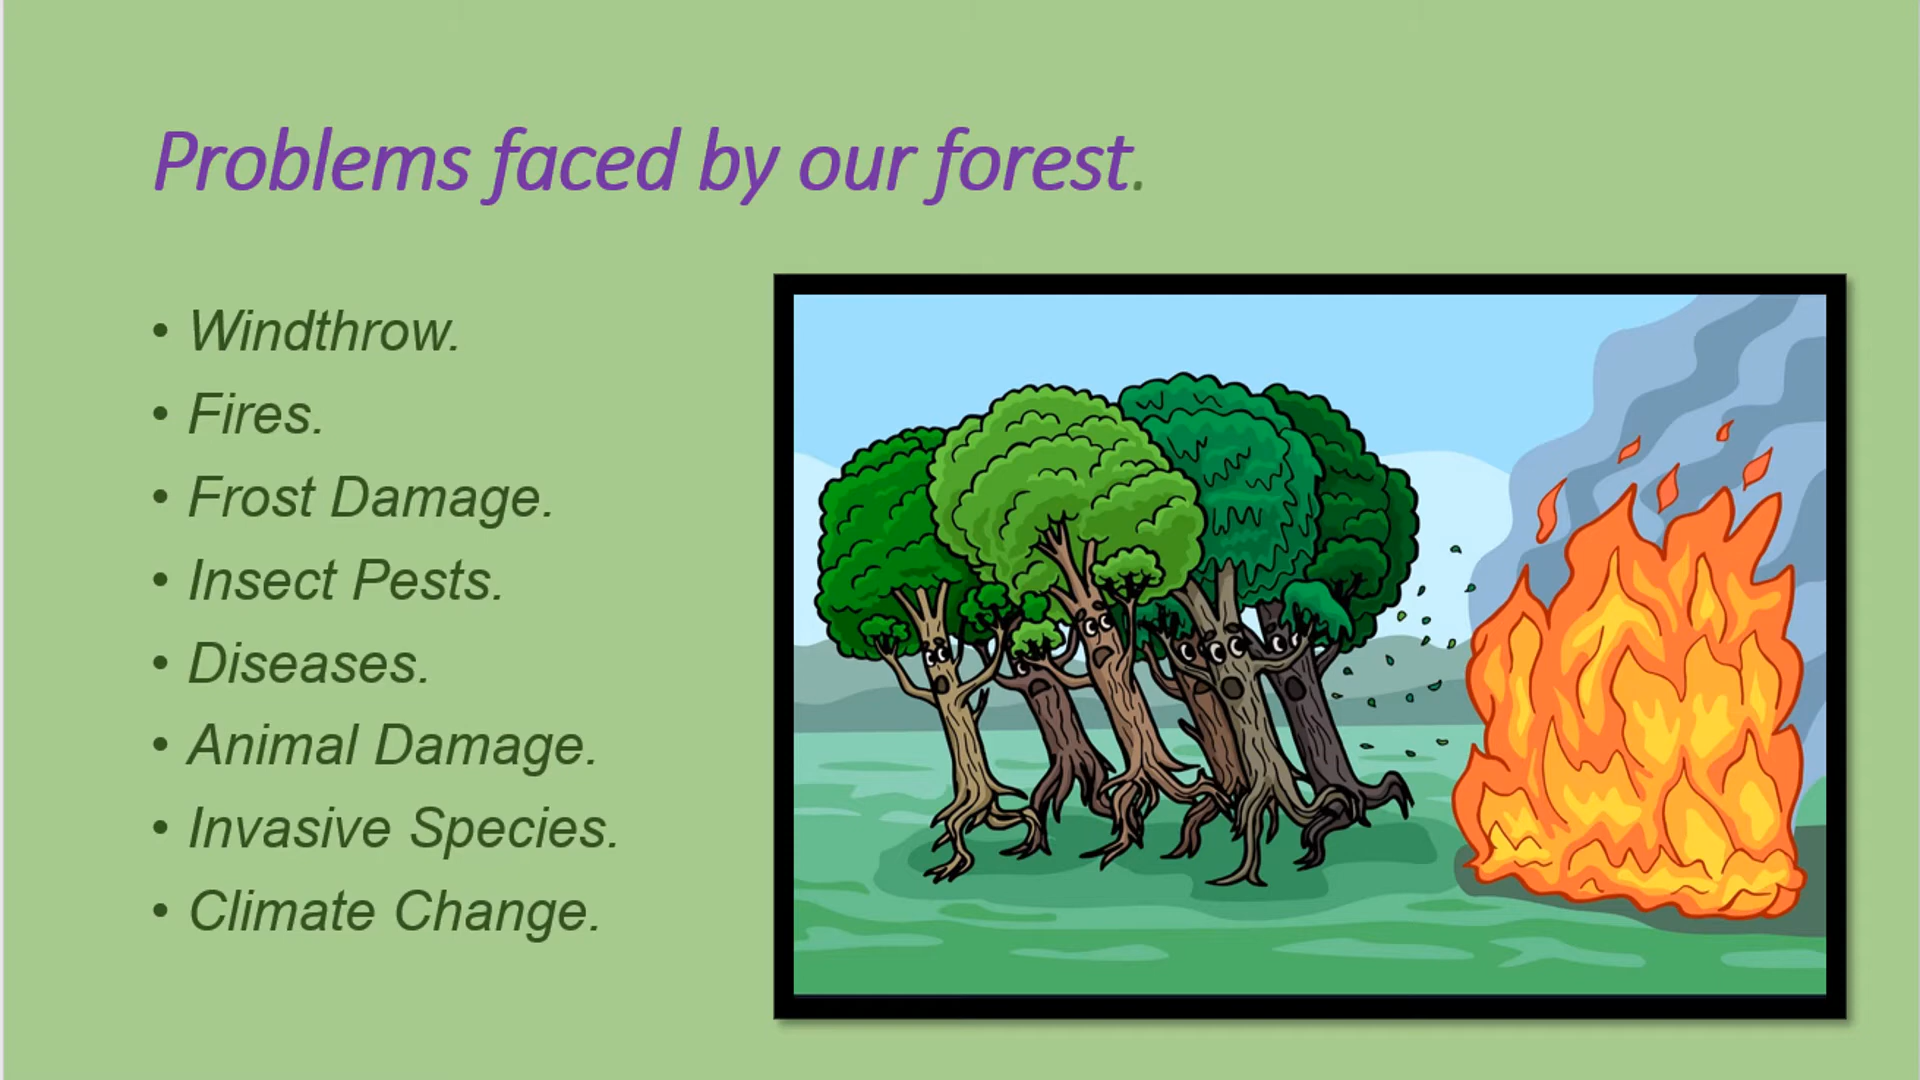 Problems faced by our forest.
• Windthrow.
• Fires.
• Frost Damage.
• Insect Pests.
• Diseases.
• Animal Damage.
• Invasive Species.
• Climate Change.